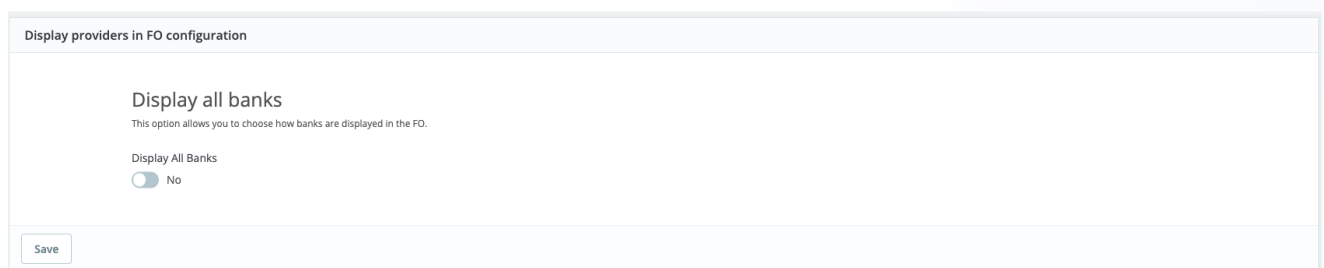 Display providers in FO configuration
Display all banks
This option allows you to choose how banks are displayed in the FO.
Display All Banks
No
Save